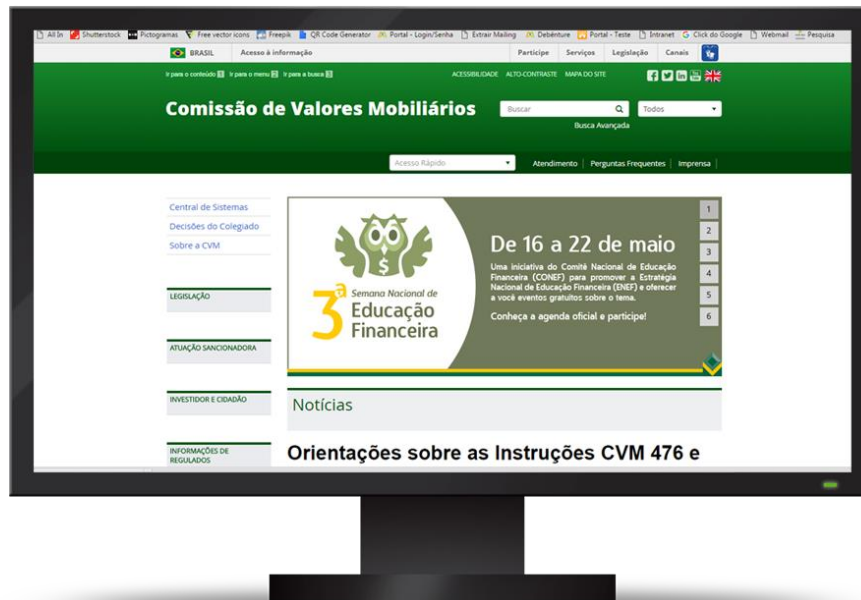 All In Shutterstock Pictogramas Free vector icons Freepik QR Code Generator Portal - Login/Senha Extrair Mailing Debênture Portal - Teste Intranet Click do Google Webmail Pesquisa
BRASIL Acesso à informação Participe Serviços Legislação Canais
Ir para o conteúdo 1 Ir para o menu 2 Ir para a busca 3 ACESSIBILIDADE ALTO-CONTRASTE MAPA DO SITE
Comissão de Valores Mobiliários
Buscar Todos
Busca Avançada
Acesso Rápido Atendimento Perguntas Frequentes Imprensa
Central de Sistemas
Decisões do Colegiado
Sobre a CVM
LEGISLAÇÃO
ATUAÇÃO SANCIONADORA
INVESTIDOR E CIDADÃO
INFORMAÇÕES DE
REGULADOS
3ª Semana Nacional de
Educação
Financeira
De 16 a 22 de maio
Uma iniciativa do Comitê Nacional de Educação
Financeira (CONEF) para promover a Estratégia
Nacional de Educação Financeira (ENEF) e oferecer
a você eventos gratuitos sobre o tema.
Conheça a agenda oficial e participe!
1
2
3
4
5
6
Notícias
Orientações sobre as Instruções CVM 476 e